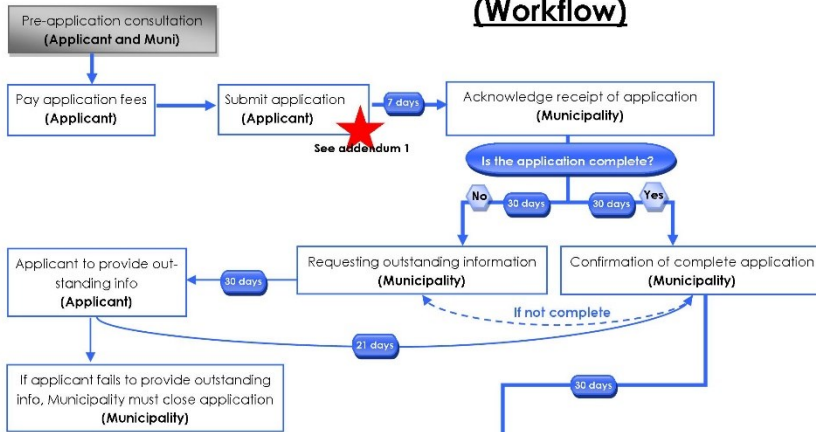 (Workflow)
Pre-application consultation
(Applicant and Muni)
Pay application fees
(Applicant)
Submit application
(Applicant)
See addendum 1
7 days
Acknowledge receipt of application
(Municipality)
Is the application complete?
No
30 days
30 days
Yes
Applicant to provide out-
standing info
(Applicant)
30 days
Requesting outstanding information
(Municipality)
Confirmation of complete application
(Municipality)
If not complete
21 days
If applicant fails to provide outstanding
info, Municipality must close application
(Municipality)
30 days